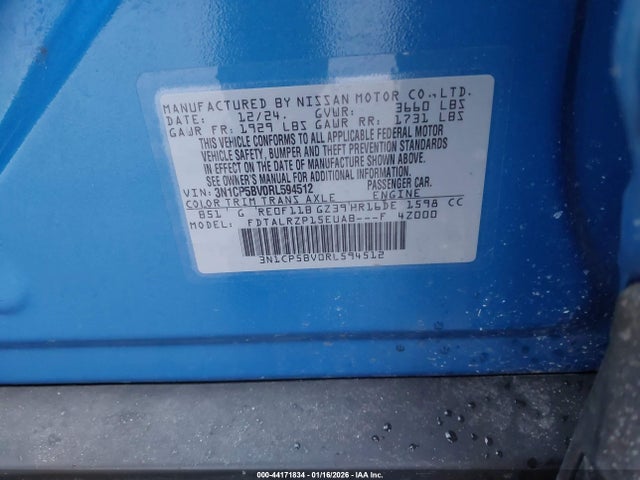 MANUFACTURED BY NISSAN MOTOR CO., LTD.
DATE: 12/24. GVWR: 3660 LBS
GAWR FR: 1929 LBS GAWR RR: 1731 LBS
THIS VEHICLE CONFORMS TO ALL APPLICABLE FEDERAL MOTOR
VEHICLE SAFETY, BUMPER AND THEFT PREVENTION STANDARDS
IN EFFECT ON THE DATE OF MANUFACTURE SHOWN ABOVE.
SEE OWNER'S MANUAL FOR ADDITIONAL INFORMATION
VIN: 3N1CP5BV0RL594512 PASSENGER CAR.
COLOR TRIM TRANS AXLE ENGINE
B51 G RE0F11B GZ39 HR16DE 1598 CC
MODEL: FDTALRZP15EUAB---F 4Z000
3N1CP5BV0RL594512
000-44171834 | 01/16/2026 - IAA Inc.